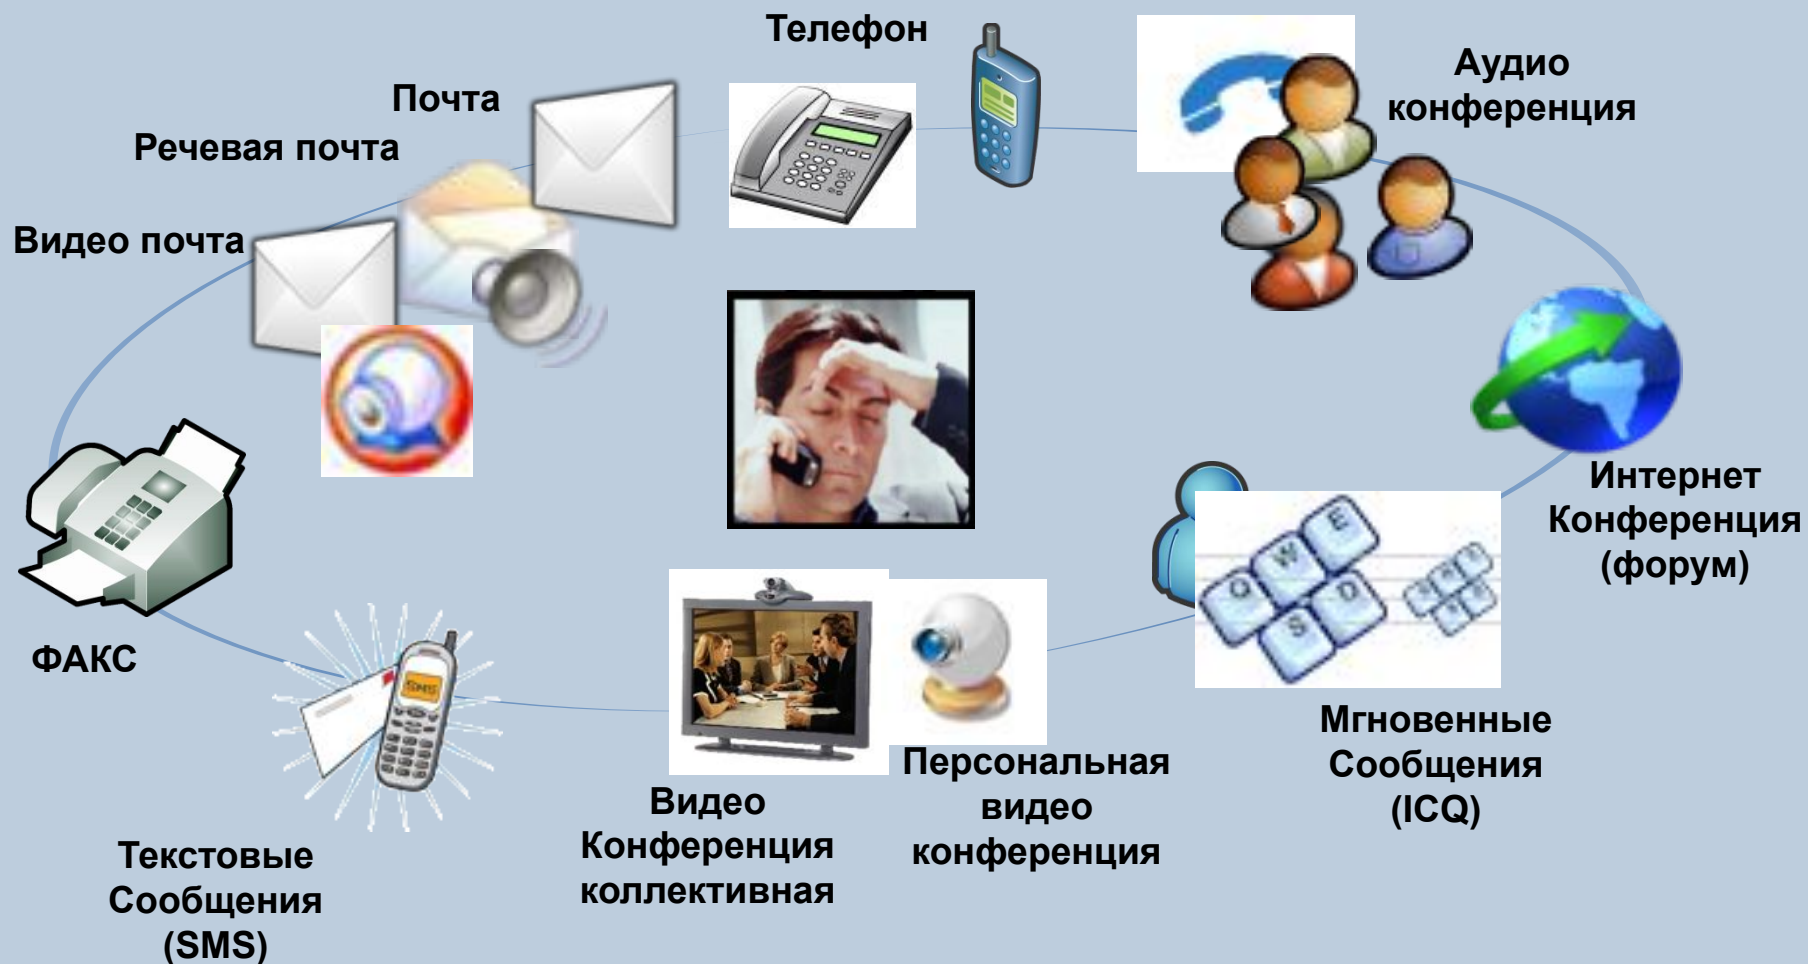 Телефон
Аудио
конференция
Почта
Речевая почта
Видео почта
Интернет
Конференция
(форум)
ФАКС
SMS
E
W
Q
D
S
Мгновенные
Сообщения
(ICQ)
Персональная
видео
конференция
Видео
Конференция
коллективная
Текстовые
Сообщения
(SMS)